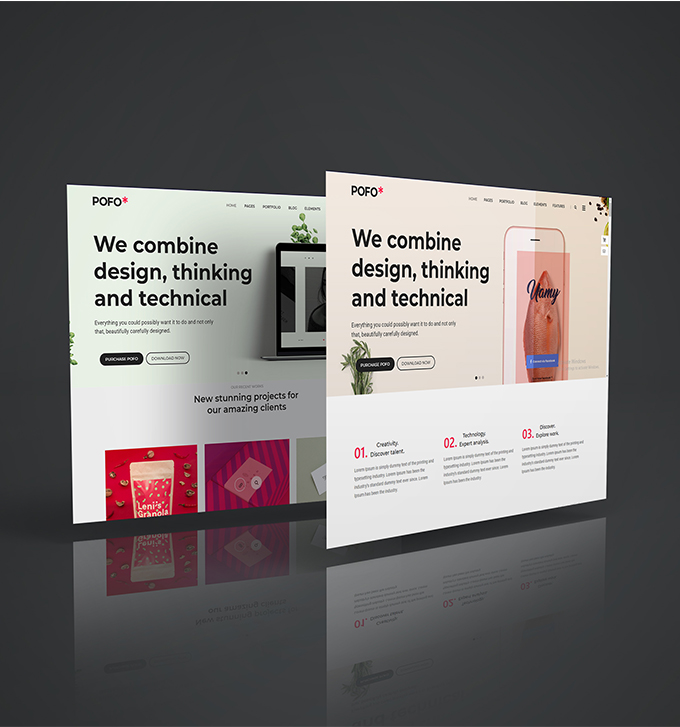 POFO*
HOME PAGES PORTFOLIO BLOG ELEMENTS
We combine
design, thinking
and technical
Everything you could possibly want it to do and not only
that, beautifully carefully designed.
PURCHASE POFO DOWNLOAD NOW
New stunning projects for
our amazing clients
Leni's
Granola
POFO*
HOME PAGES PORTFOLIO BLOG ELEMENTS FEATURES
We combine
design, thinking
and technical
Everything you could possibly want it to do and not only
that, beautifully carefully designed.
PURCHASE POFO DOWNLOAD NOW
Yamy
01. Creativity.
Discover talent.
Lorem Ipsum is simply dummy text of the printing and
typesetting industry. Lorem Ipsum has been the
industry's standard dummy text ever since. Lorem
Ipsum has been the industry.
02. Technology.
Expert analysis.
Lorem Ipsum is simply dummy text of the printing and
typesetting industry. Lorem Ipsum has been the
industry's standard dummy text ever since. Lorem
Ipsum has been the industry.
03. Discover.
Explore work.
Lorem Ipsum is simply dummy text of the printing and
typesetting industry. Lorem Ipsum has been the
industry's standard dummy text ever since. Lorem
Ipsum has been the industry.